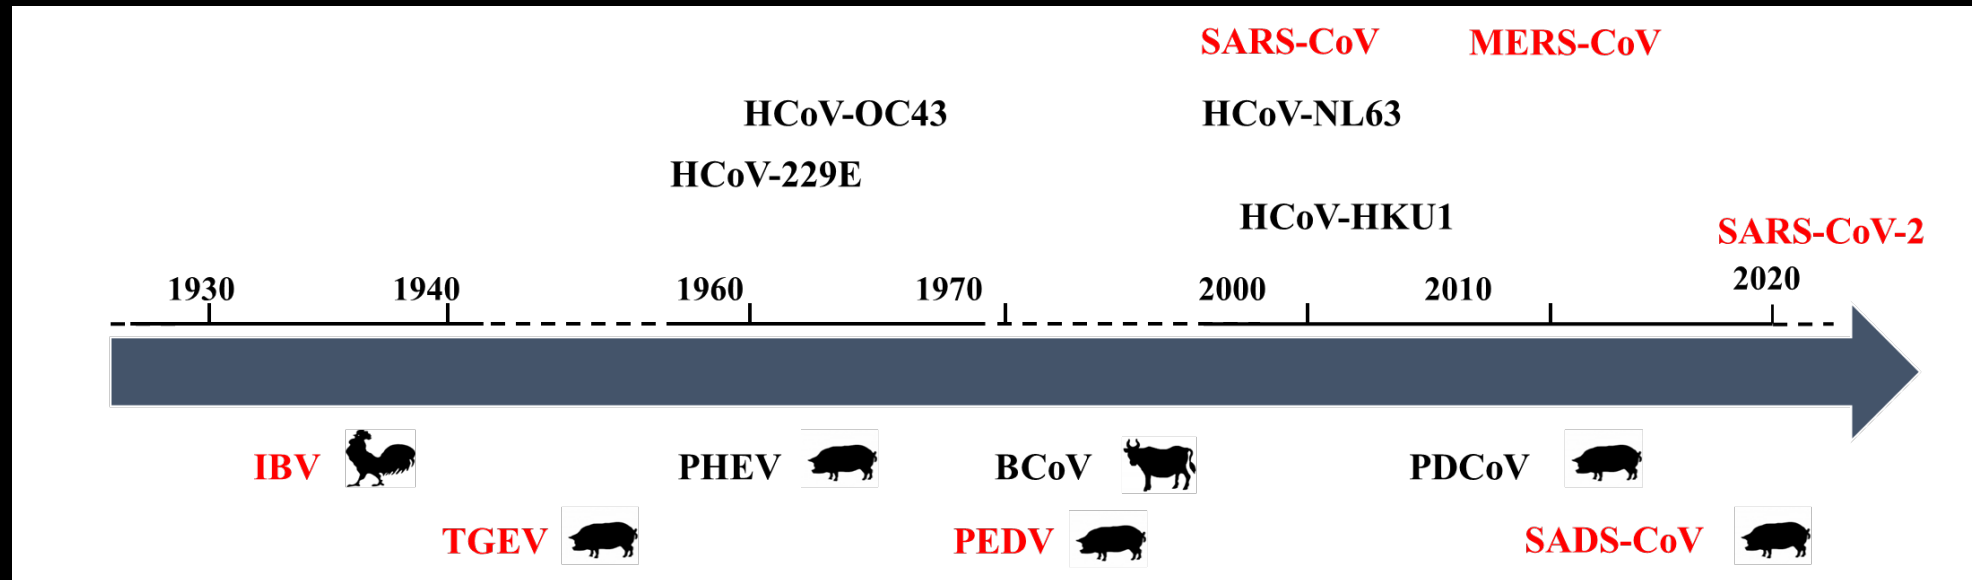 SARS-CoV MERS-CoV
HCoV-OC43 HCoV-NL63
HCoV-229E
HCoV-HKU1
SARS-CoV-2
1930 1940 1960 1970 2000 2010 2020
IBV PHEV BCoV PDCoV
TGEV PEDV SADS-CoV